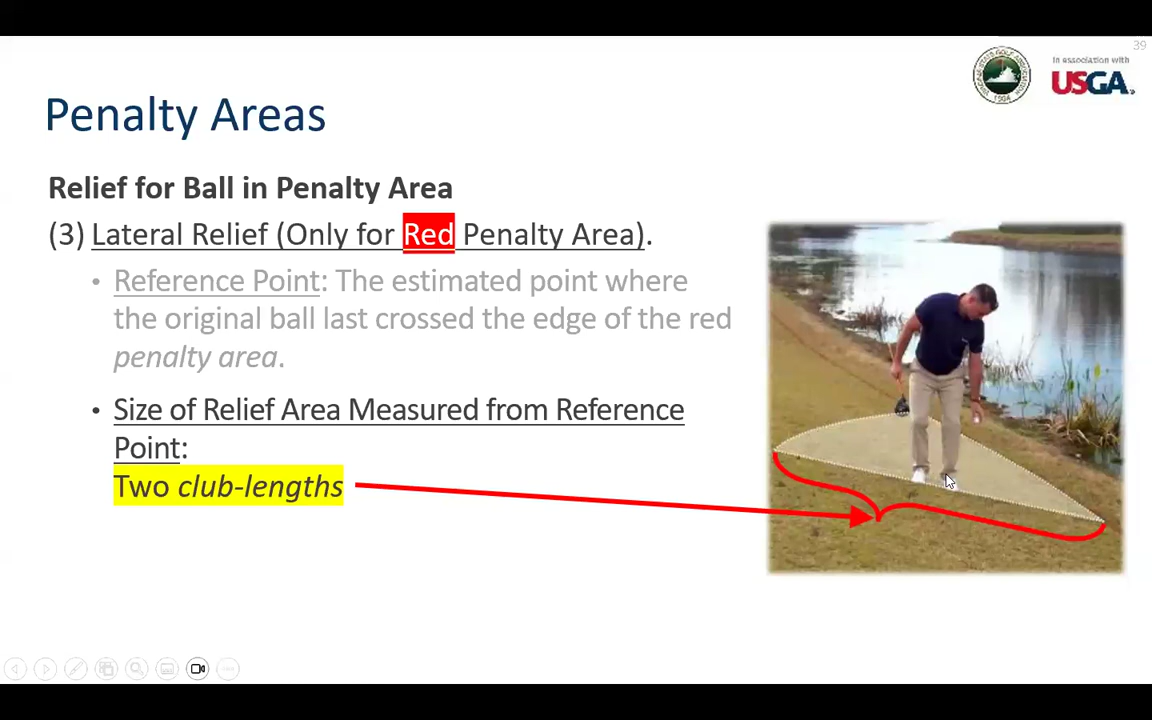 39
In association with
USGA
Penalty Areas
Relief for Ball in Penalty Area
(3) Lateral Relief (Only for Red Penalty Area).
• Reference Point: The estimated point where
the original ball last crossed the edge of the red
penalty area.
• Size of Relief Area Measured from Reference
Point:
Two club-lengths